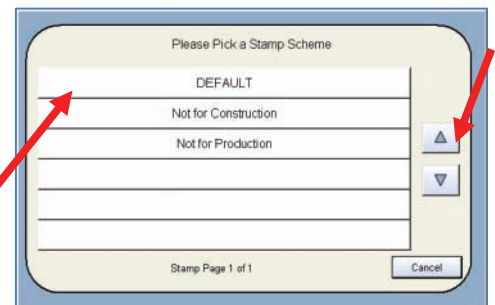 Please Pick a Stamp Scheme
DEFAULT
Not for Construction
Not for Production
Stamp Page 1 of 1
Cancel